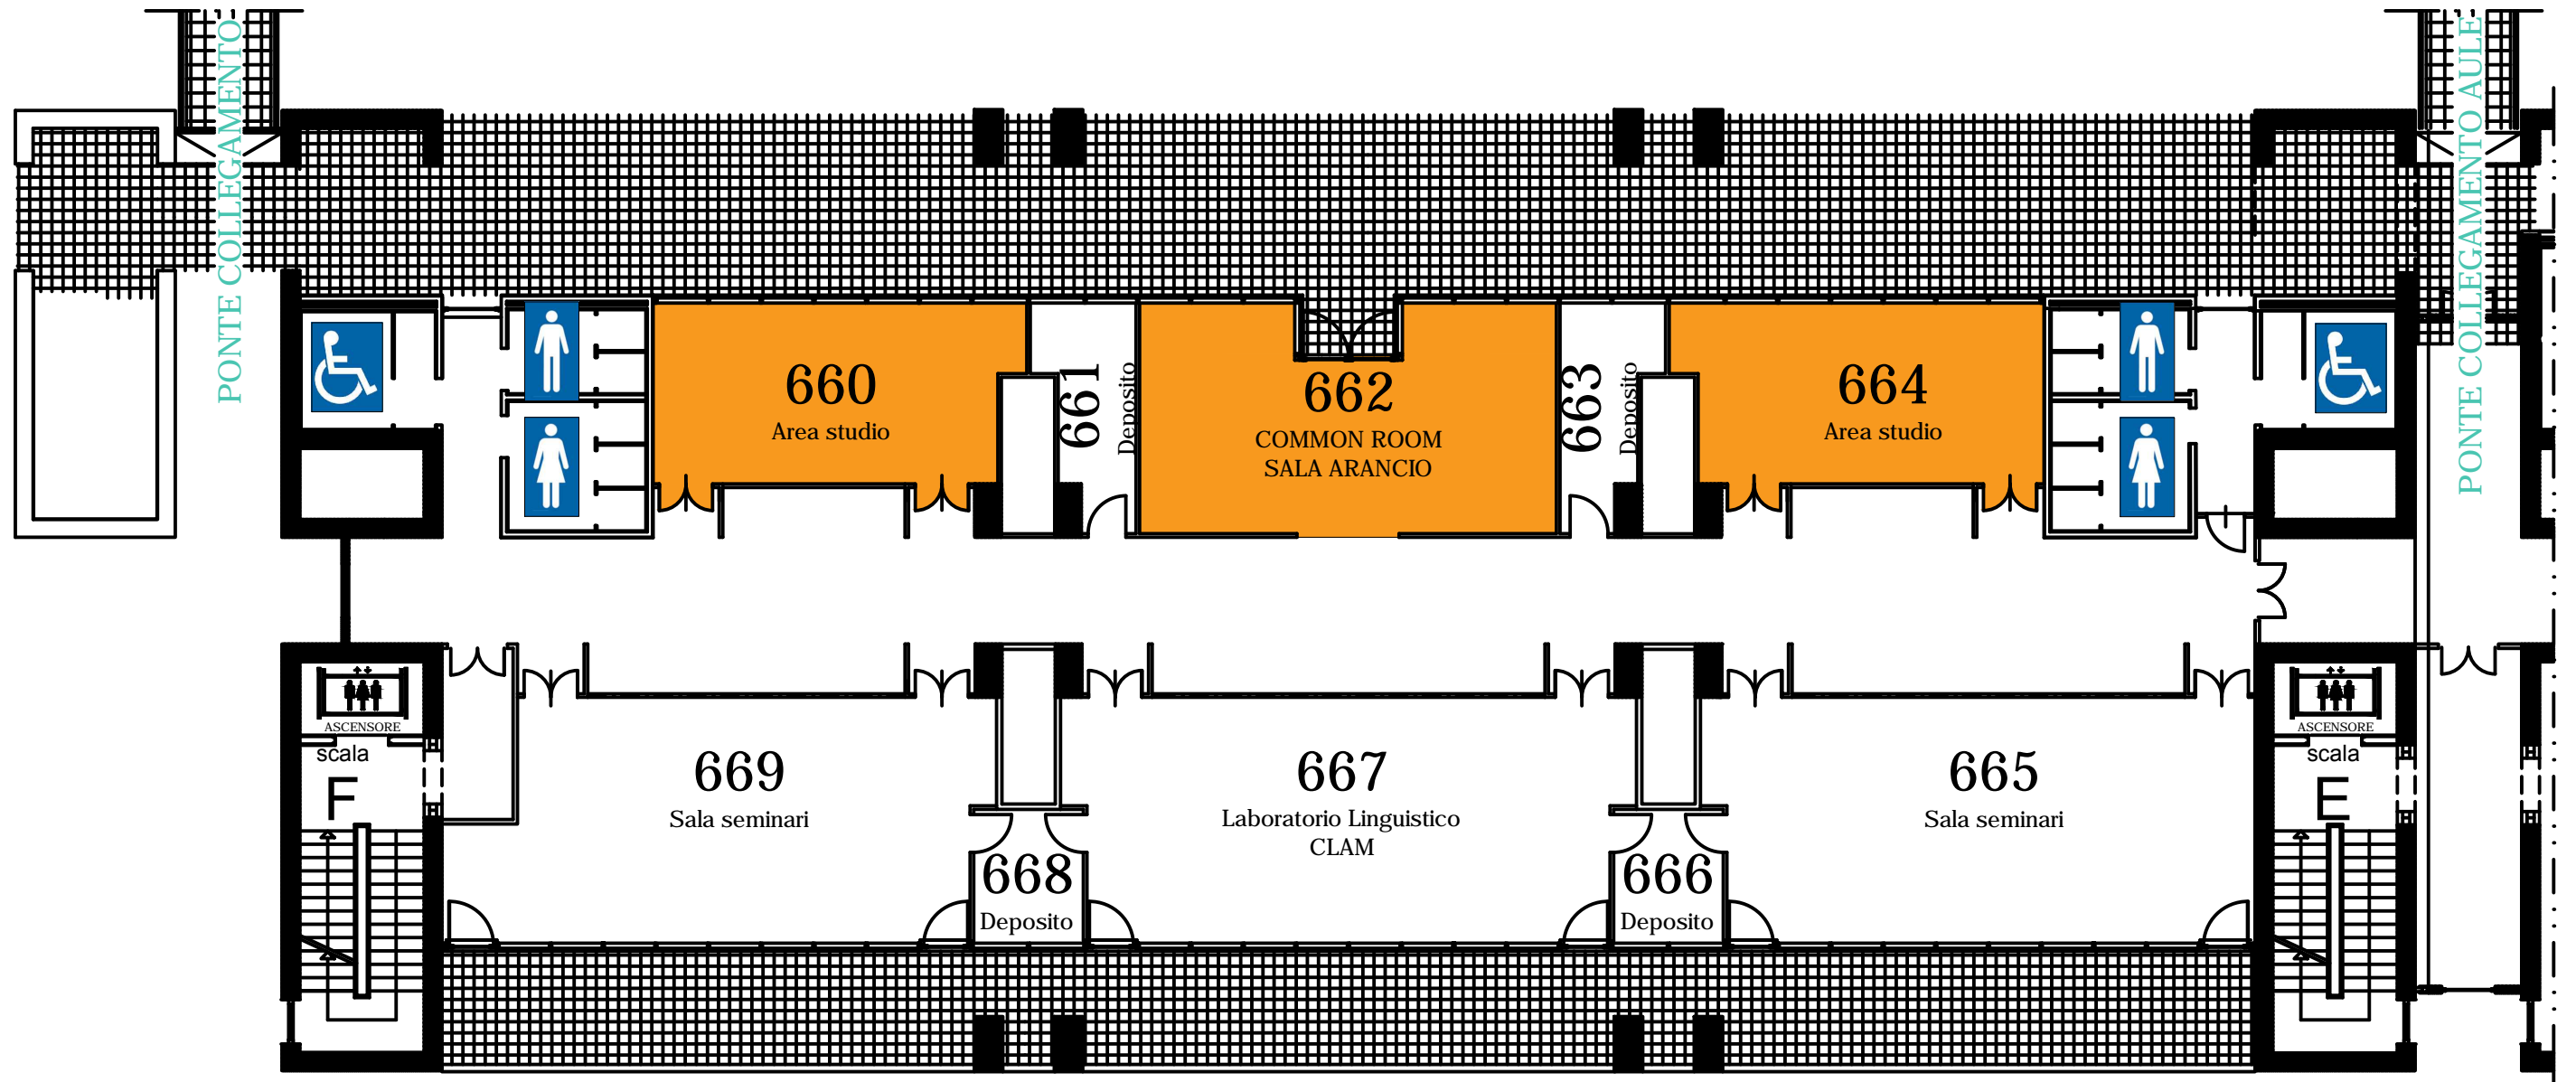 PONTE COLLEGAMENTO
PONTE COLLEGAMENTO AULE
660
Area studio
661
Deposito
662
COMMON ROOM
SALA ARANCIO
663
Deposito
664
Area studio
ASCENSORE
scala
F
669
Sala seminari
668
Deposito
667
Laboratorio Linguistico
CLAM
666
Deposito
665
Sala seminari
ASCENSORE
scala
E